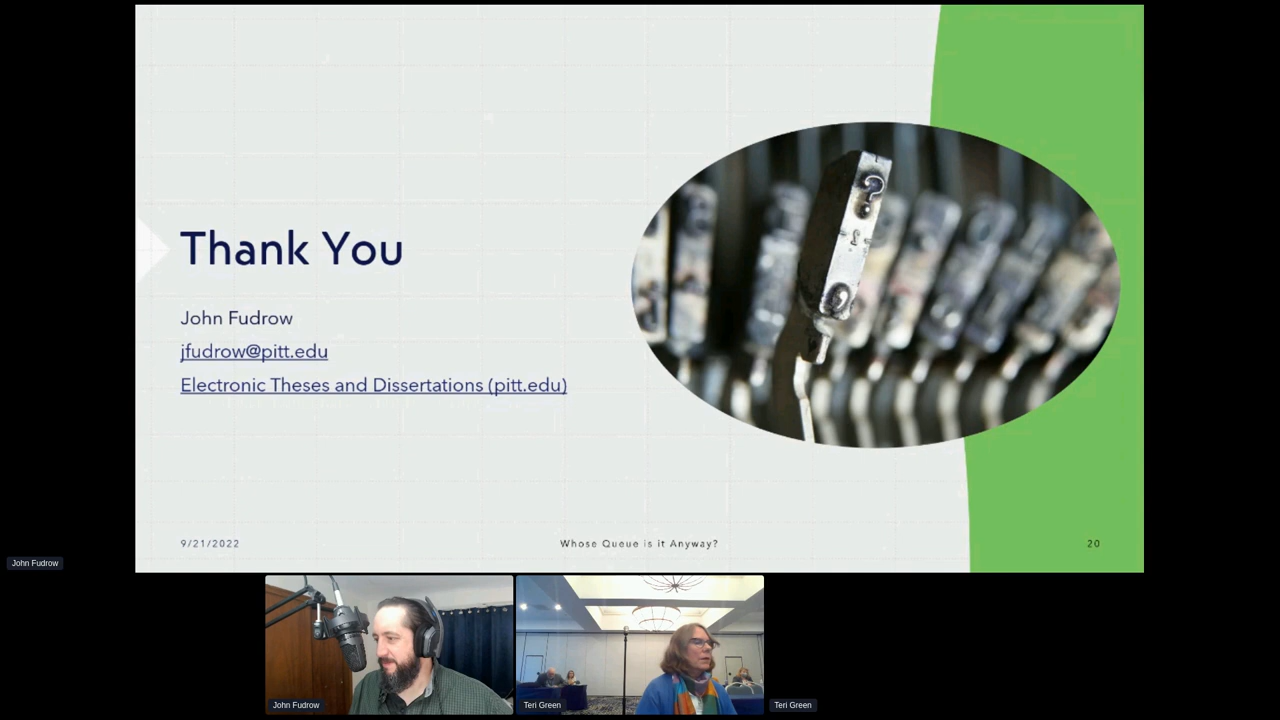 Thank You
John Fudrow
jfudrow@pitt.edu
Electronic Theses and Dissertations (pitt.edu)
?
9/21/2022
Whose Queue is it Anyway?
20
John Fudrow
John Fudrow
Teri Green
Teri Green